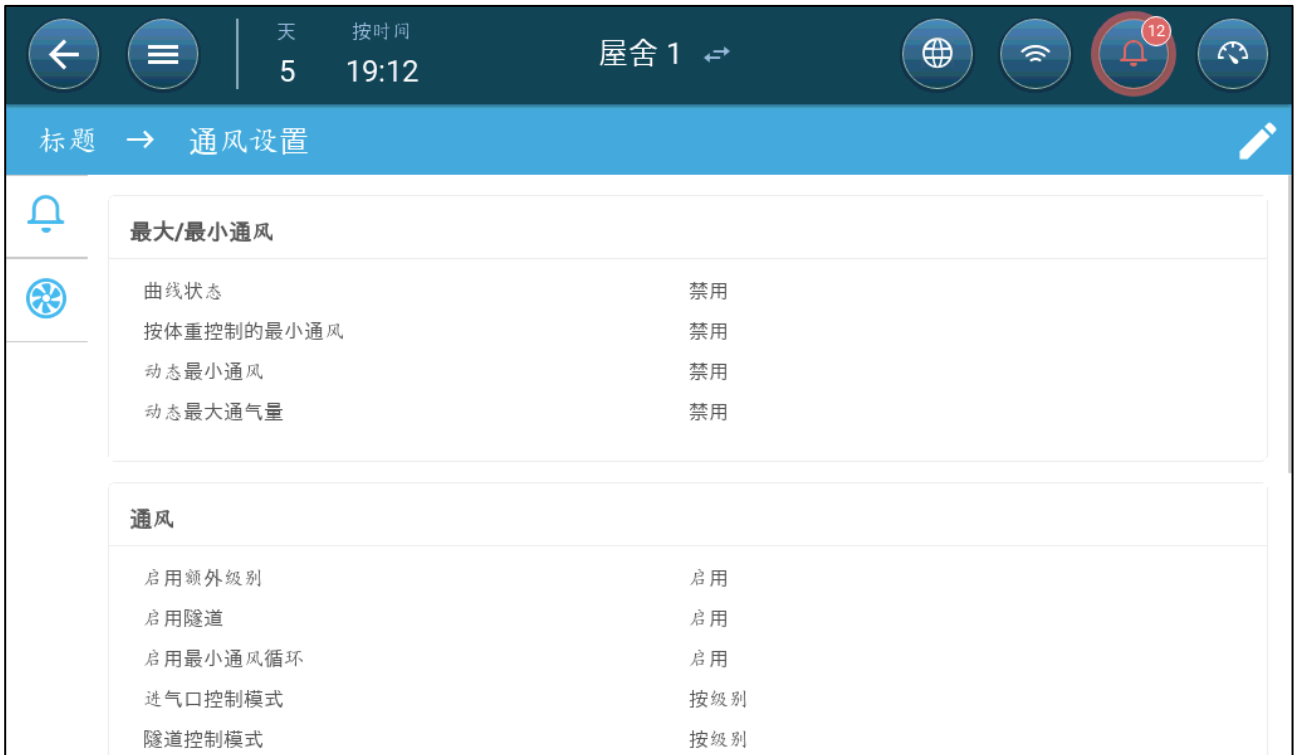 天 按时间
5 19:12 屋舍 1 12
标题 → 通风设置
最大/最小通风
曲线状态 禁用
按体重控制的最小通风 禁用
动态最小通风 禁用
动态最大通气量 禁用
通风
启用额外级别 启用
启用隧道 启用
启用最小通风循环 启用
进气口控制模式 按级别
隧道控制模式 按级别